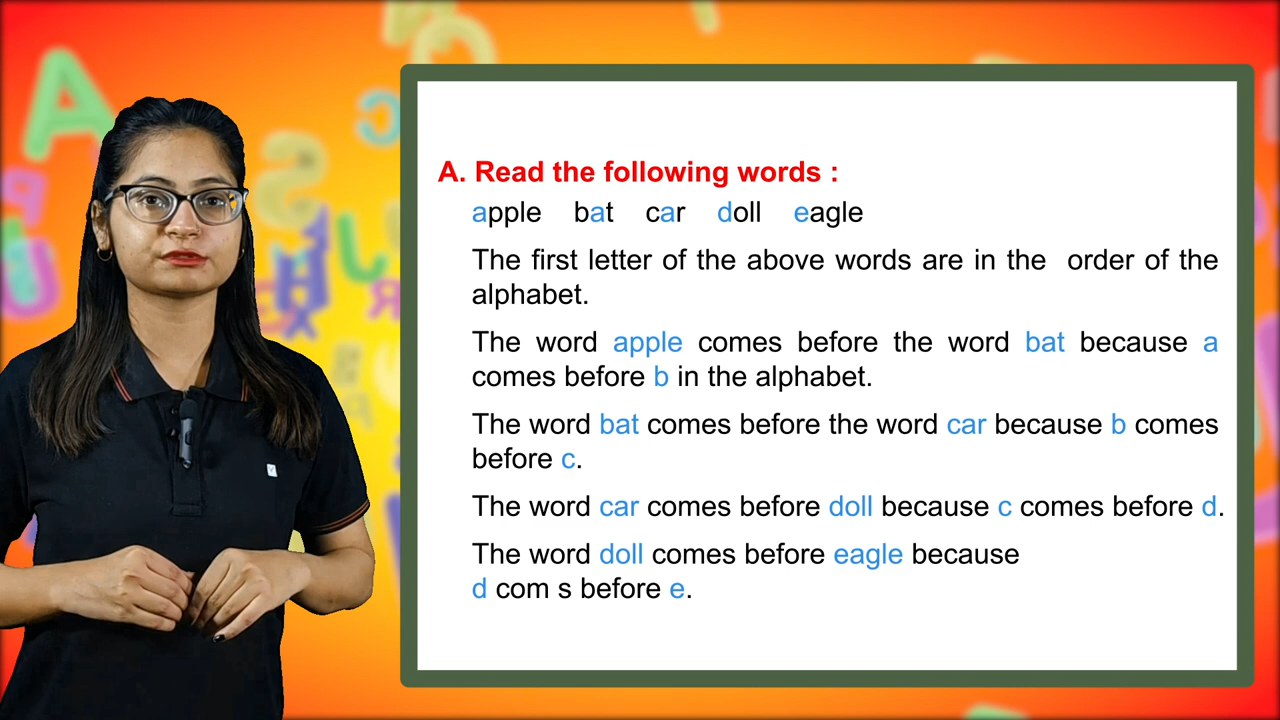 A. Read the following words :
apple bat car doll eagle
The first letter of the above words are in the order of the
alphabet.
The word apple comes before the word bat because a
comes before b in the alphabet.
The word bat comes before the word car because b comes
before c.
The word car comes before doll because c comes before d.
The word doll comes before eagle because
d com s before e.